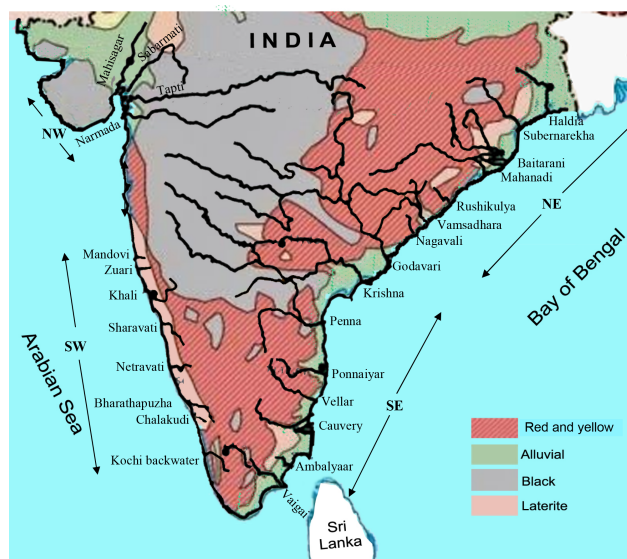 INDIA
Mahisagar
Sabarmati
Tapti
Narmada
NW
Haldia
Subernarekha
Baitarani
Mahanadi
Rushikulya
Vamsadhara
Nagavali
NE
Godavari
Krishna
Bay of Bengal
Mandovi
Zuari
Khali
Sharavati
SW
Netravati
Arabian Sea
Bharathapuzha
Chalakudi
Kochi backwater
Penna
Ponnaiyar
Vellar
SE
Cauvery
Ambalyaar
Vaigai
Sri
Lanka
Red and yellow
Alluvial
Black
Laterite